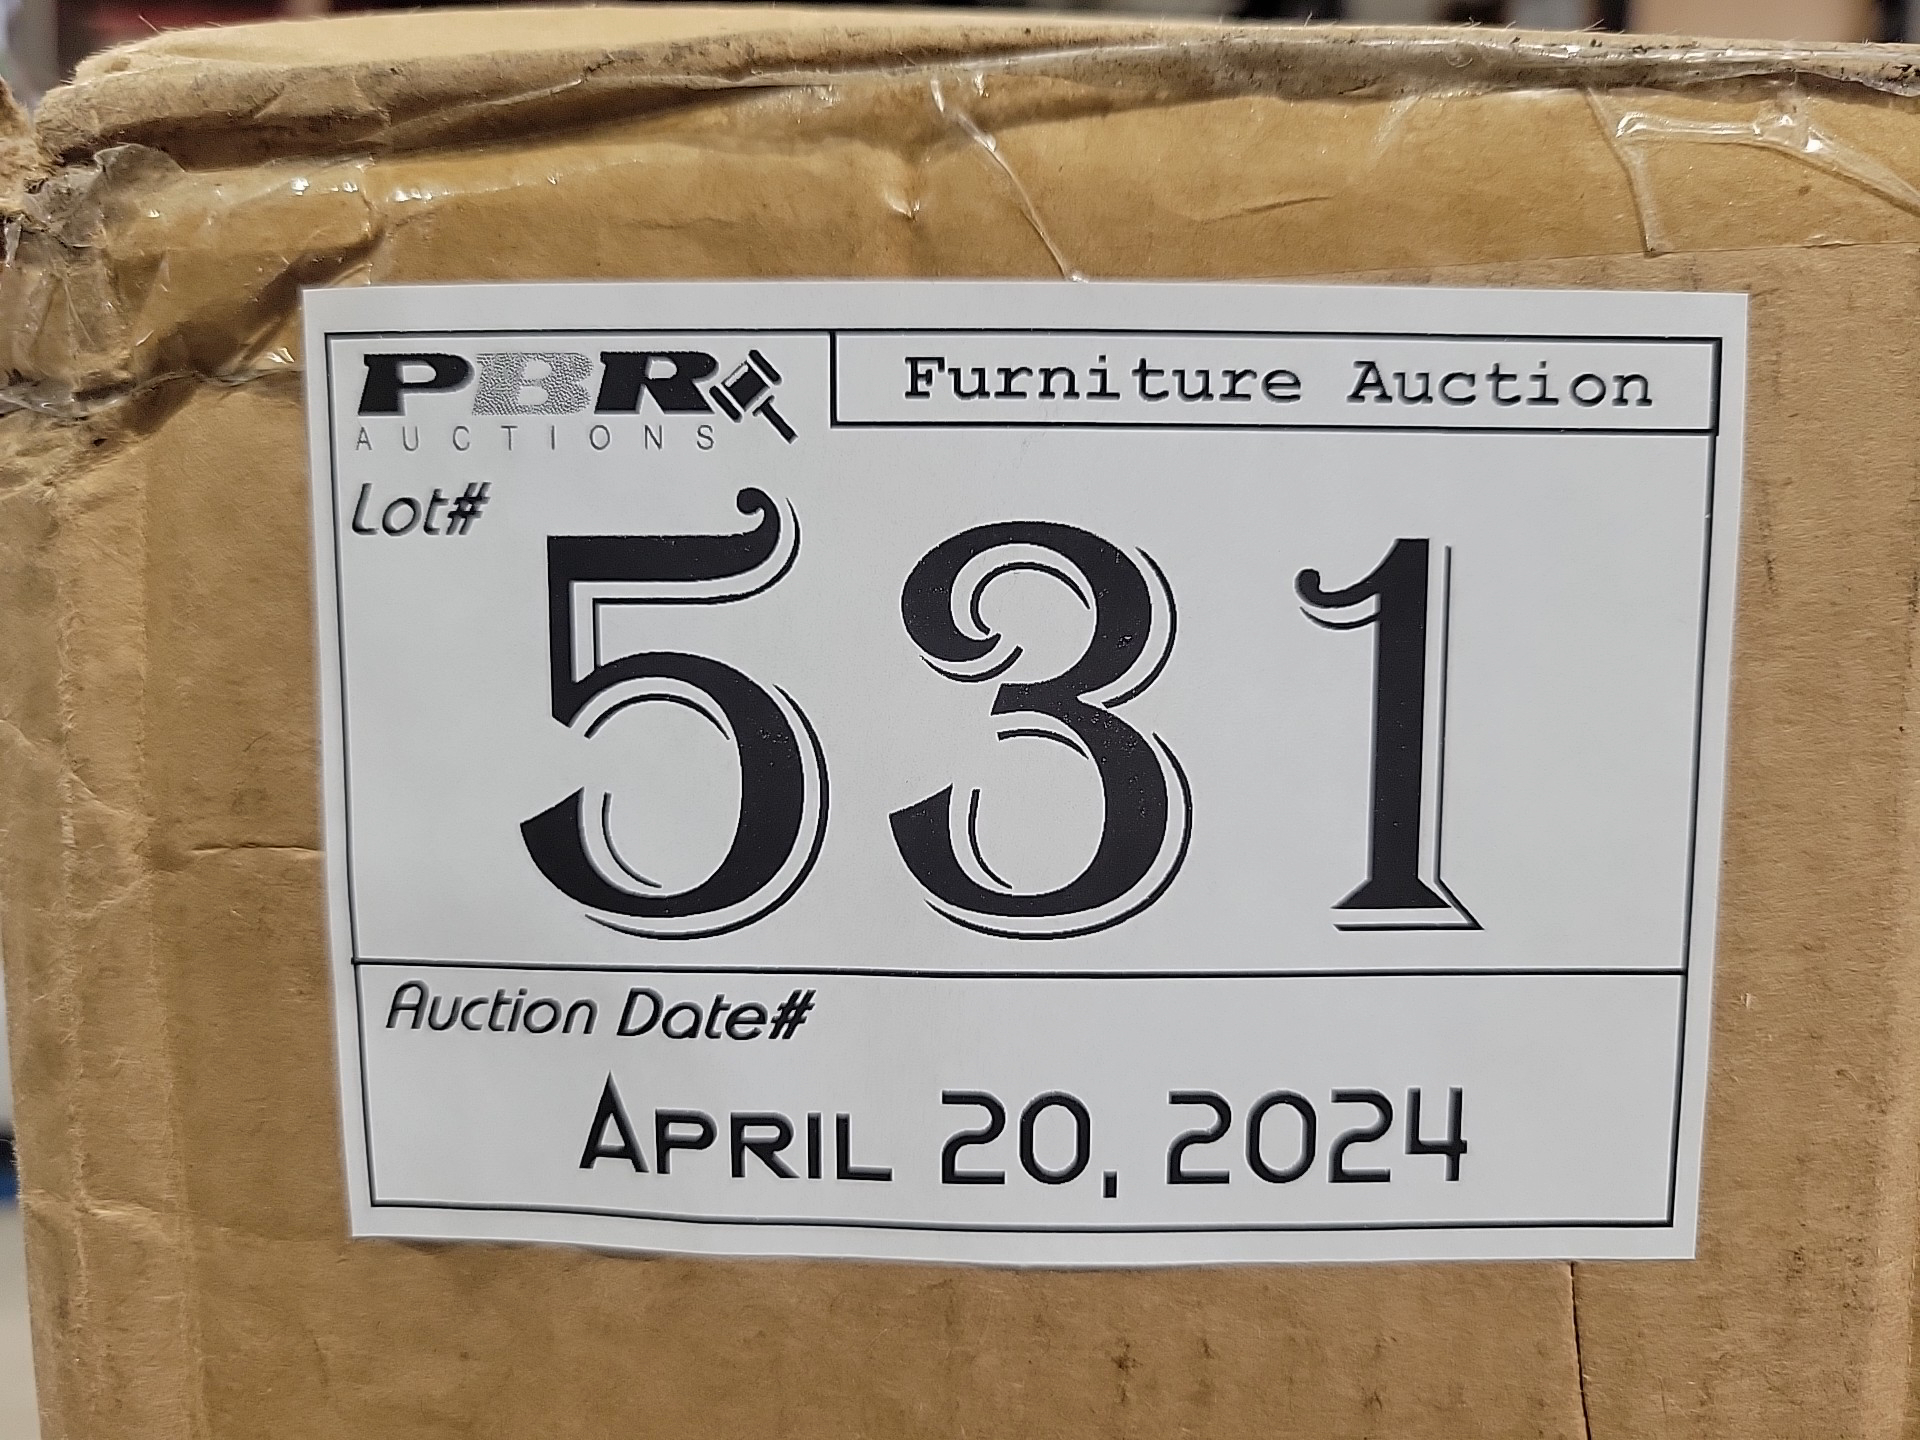 PBR
AUCTIONS
Furniture Auction
Lot#
531
Auction Date#
April 20, 2024